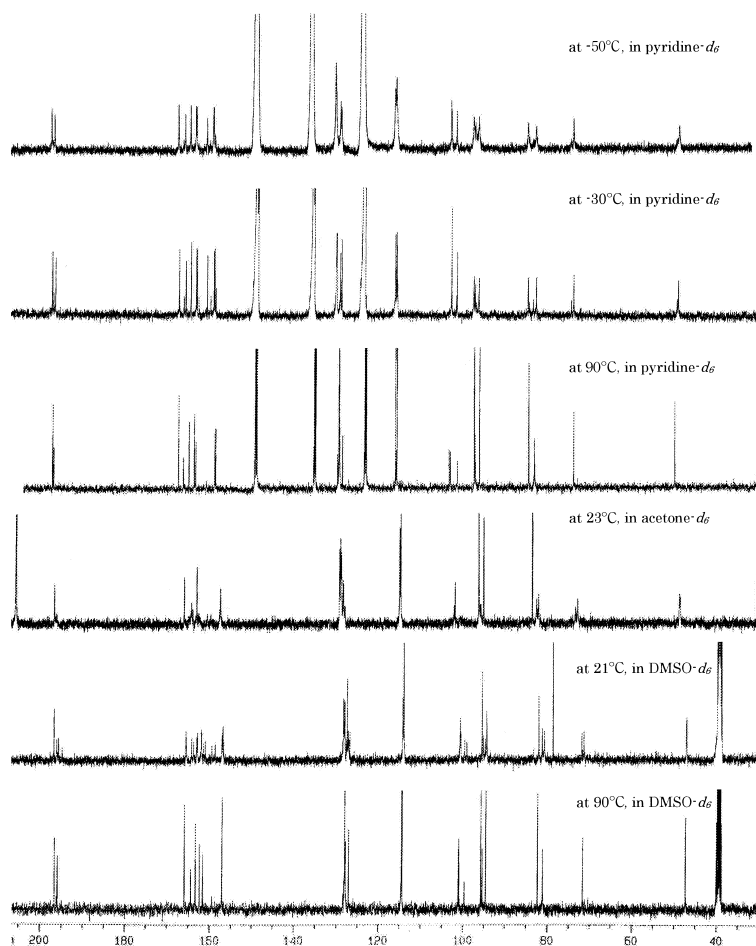 at -50°C, in pyridine-d6
at -30°C, in pyridine-d6
at 90°C, in pyridine-d6
at 23°C, in acetone-d6
at 21°C, in DMSO-d6
at 90°C, in DMSO-d6
200 180 160 140 120 100 80 60 40